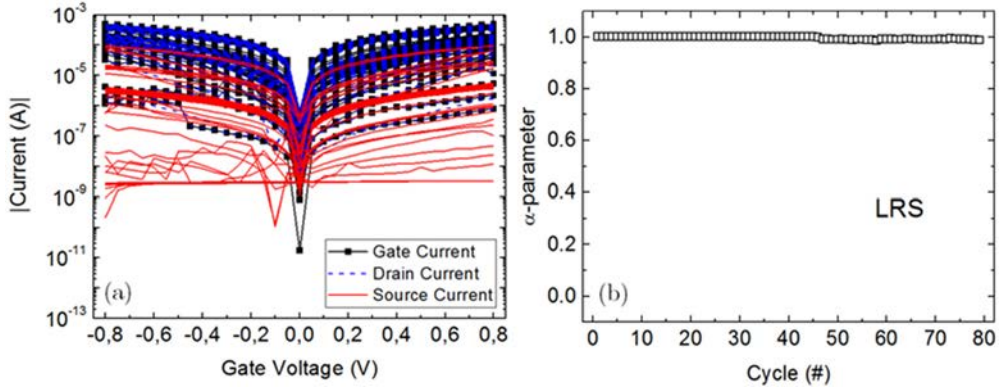 10^-3
10^-5
10^-7
10^-9
10^-11
10^-13
|Current (A)|
Gate Current
Drain Current
Source Current
(a)
-0,8 -0,6 -0,4 -0,2 0,0 0,2 0,4 0,6 0,8
Gate Voltage (V)
1.0
0.8
0.6
0.4
0.2
0.0
α-parameter
LRS
(b)
0 10 20 30 40 50 60 70 80
Cycle (#)